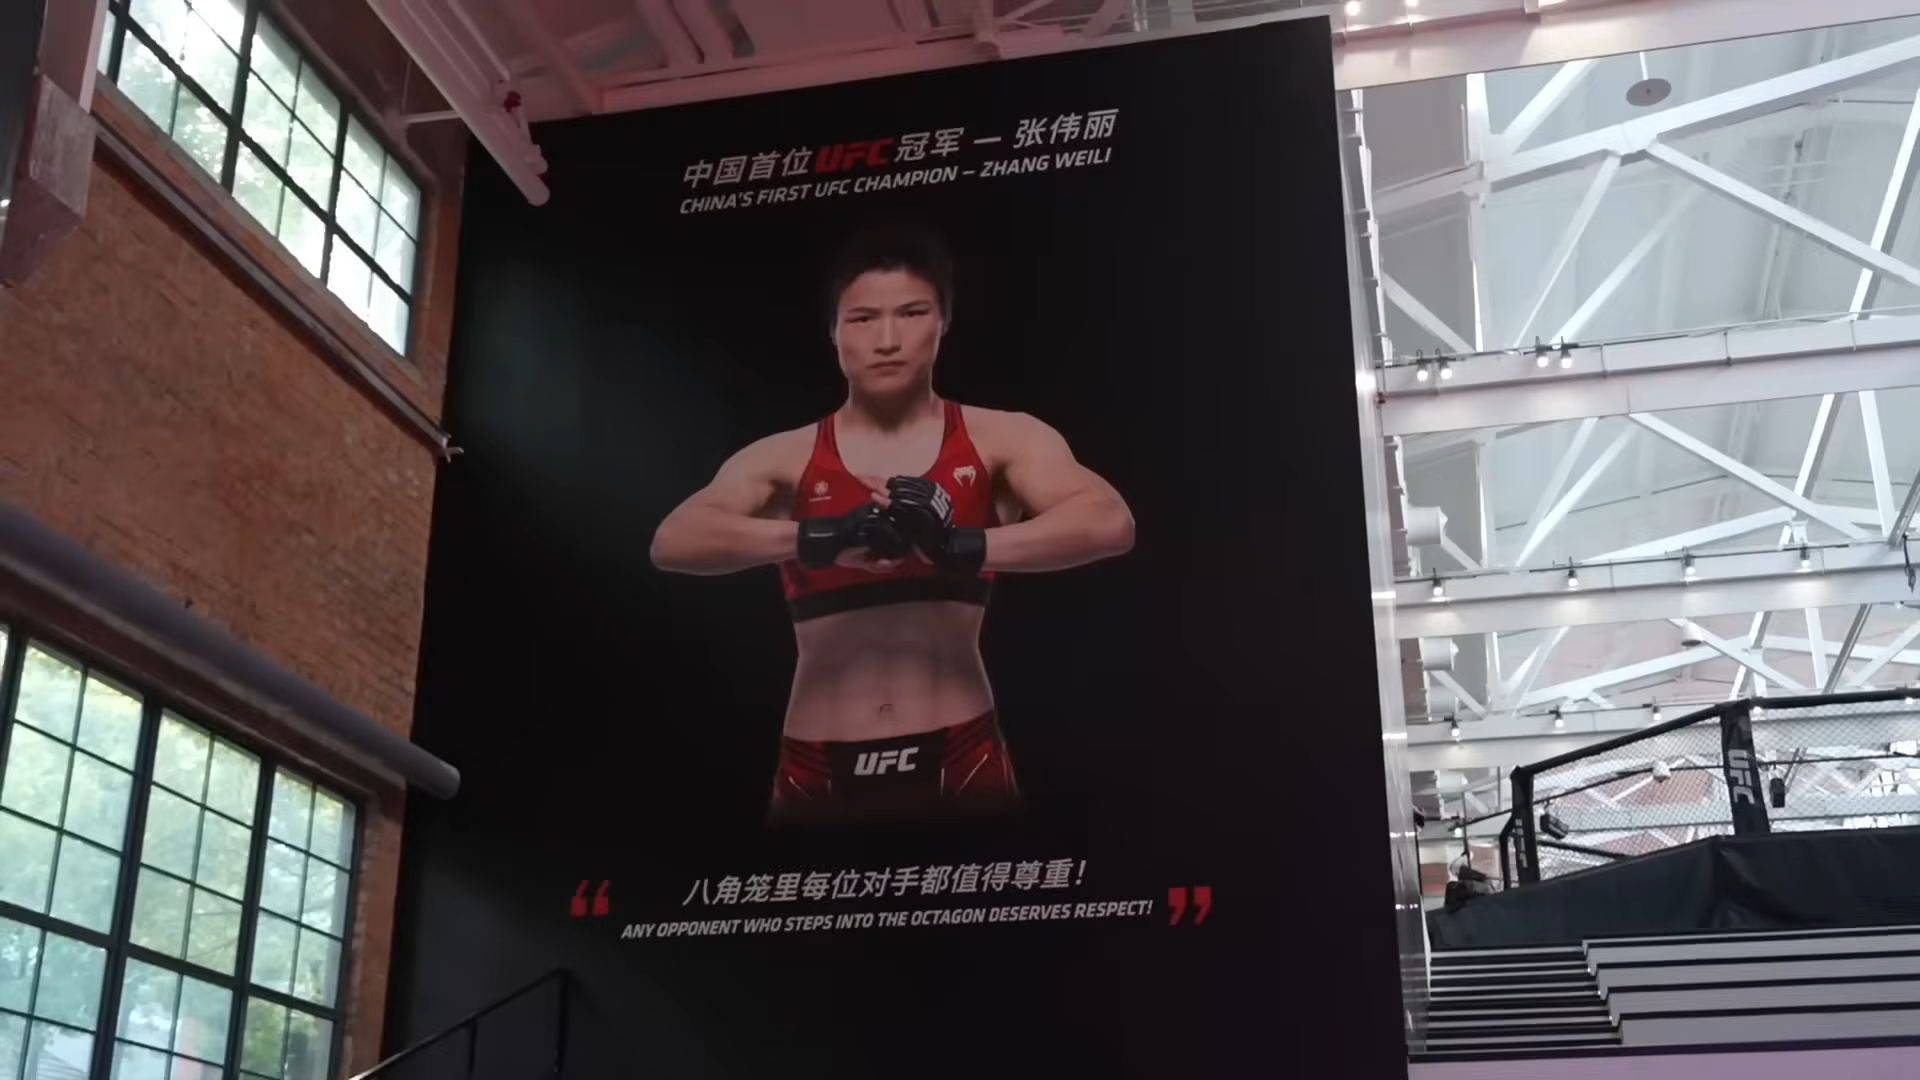 中国首位UFC冠军 — 张伟丽
CHINA'S FIRST UFC CHAMPION – ZHANG WEILI
UFC
UFC
“八角笼里每位对手都值得尊重！”
ANY OPPONENT WHO STEPS INTO THE OCTAGON DESERVES RESPECT!
UFC